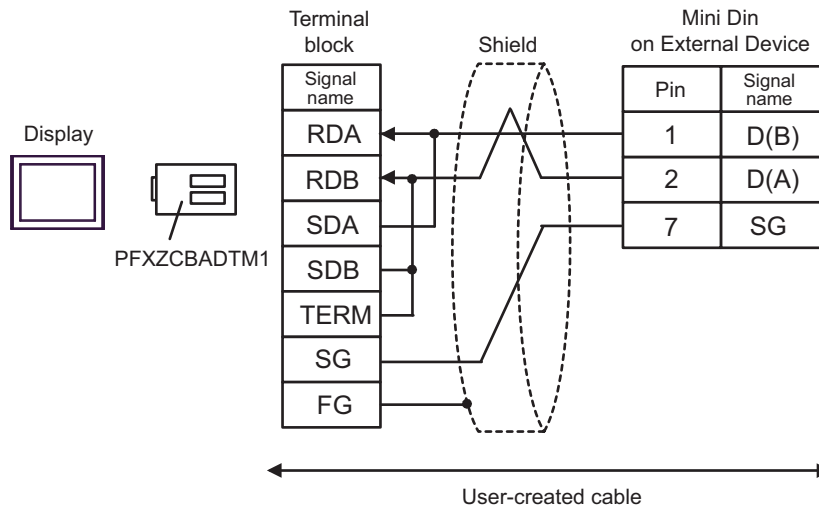 Terminal
block
Shield
Mini Din
on External Device
Signal
name
Pin
Signal
name
Display
RDA
1
D(B)
RDB
2
D(A)
SDA
7
SG
PFXZCBADTM1
SDB
TERM
SG
FG
User-created cable